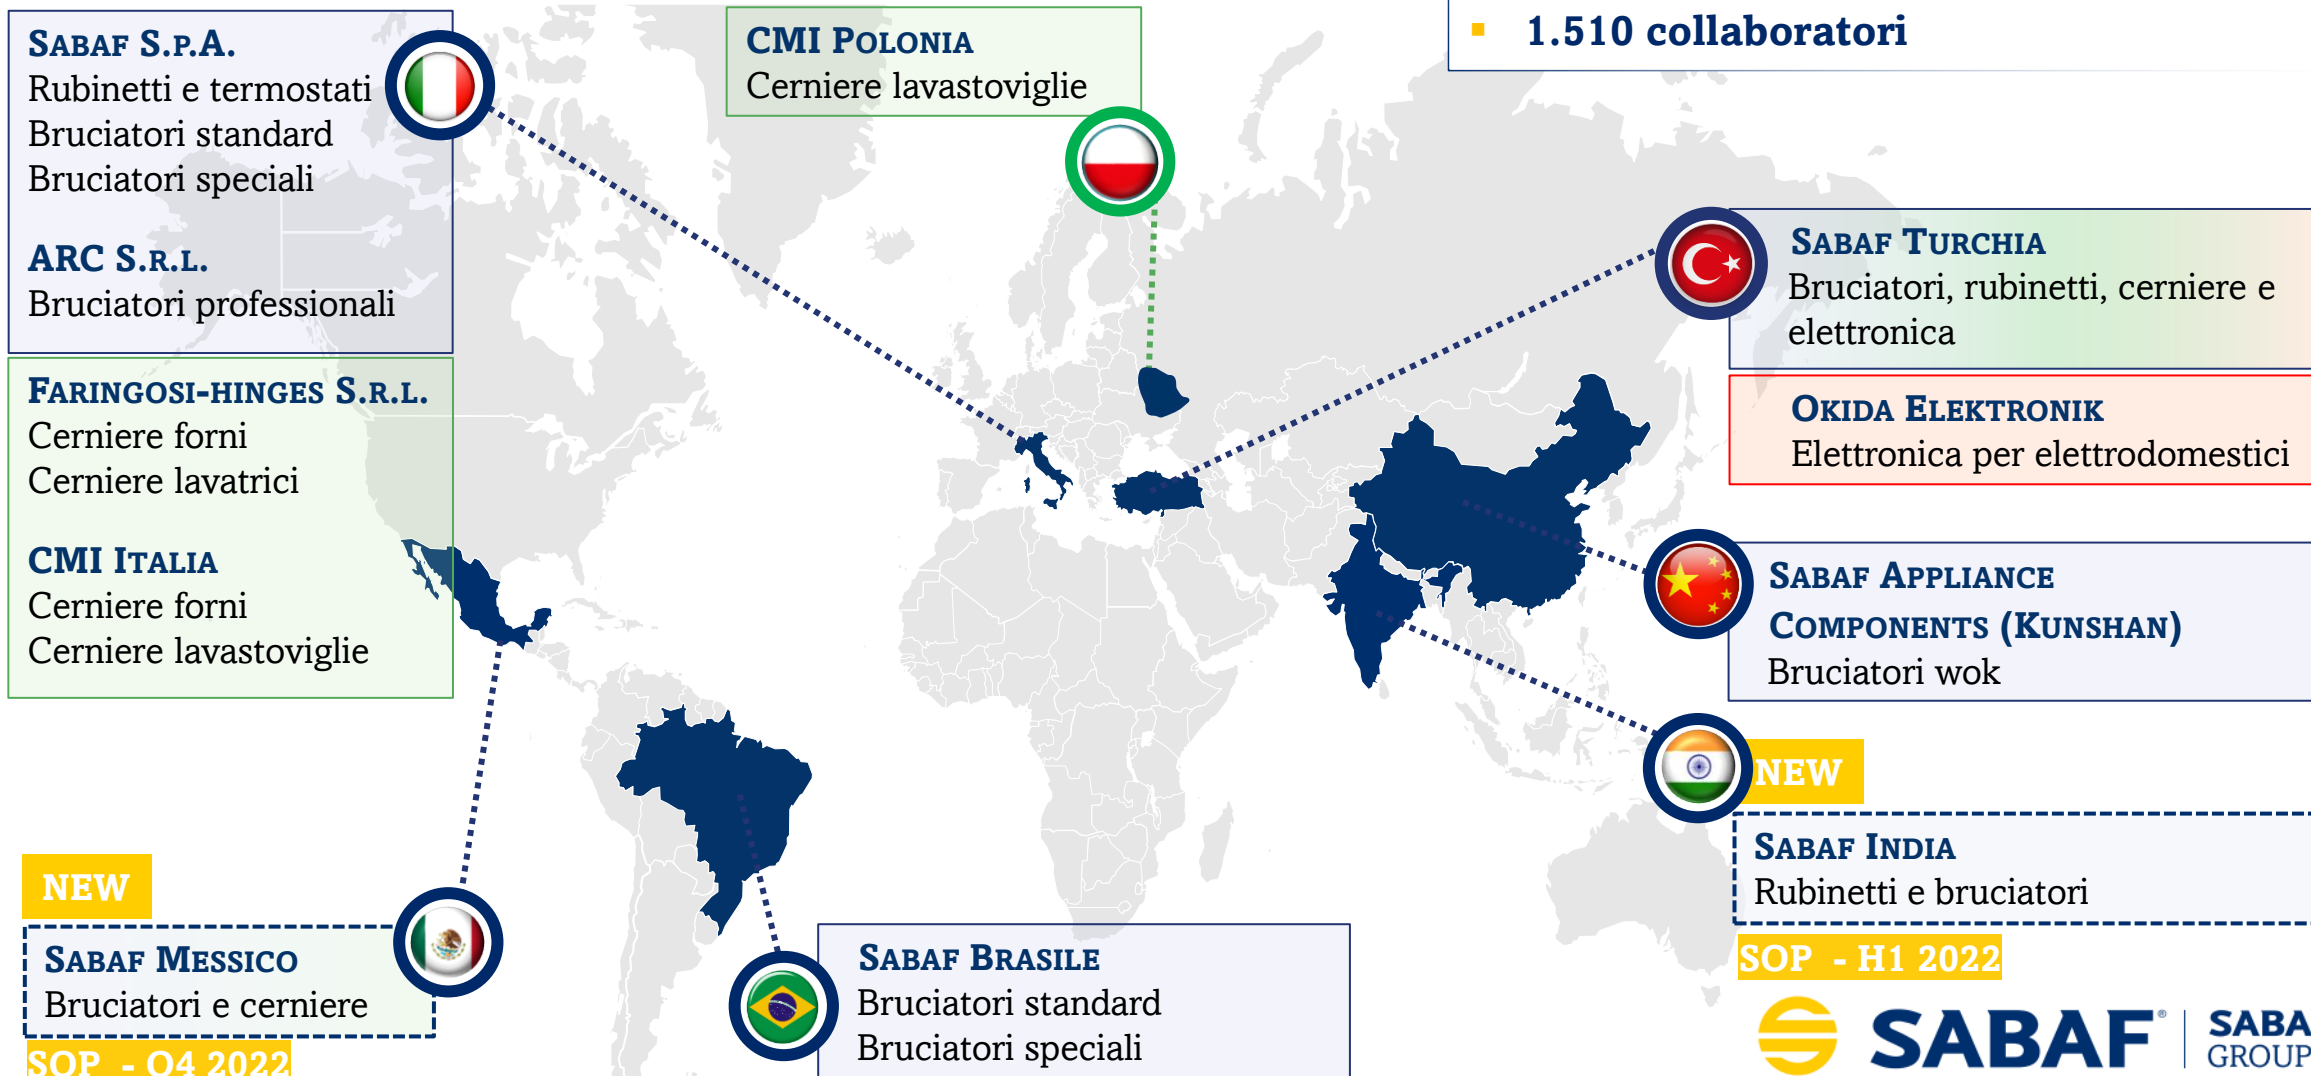 SABAF S.P.A.
Rubinetti e termostati
Bruciatori standard
Bruciatori speciali
ARC S.R.L.
Bruciatori professionali
FARINGOSI-HINGES S.R.L.
Cerniere forni
Cerniere lavatrici
CMI ITALIA
Cerniere forni
Cerniere lavastoviglie
CMI POLONIA
Cerniere lavastoviglie
▪ 1.510 collaboratori
SABAF TURCHIA
Bruciatori, rubinetti, cerniere e
elettronica
OKIDA ELEKTRONIK
Elettronica per elettrodomestici
SABAF APPLIANCE
COMPONENTS (KUNSHAN)
Bruciatori wok
NEW
SABAF INDIA
Rubinetti e bruciatori
SOP - H1 2022
NEW
SABAF MESSICO
Bruciatori e cerniere
SOP - Q4 2022
SABAF BRASILE
Bruciatori standard
Bruciatori speciali
SABAF®
SABA
GROUP